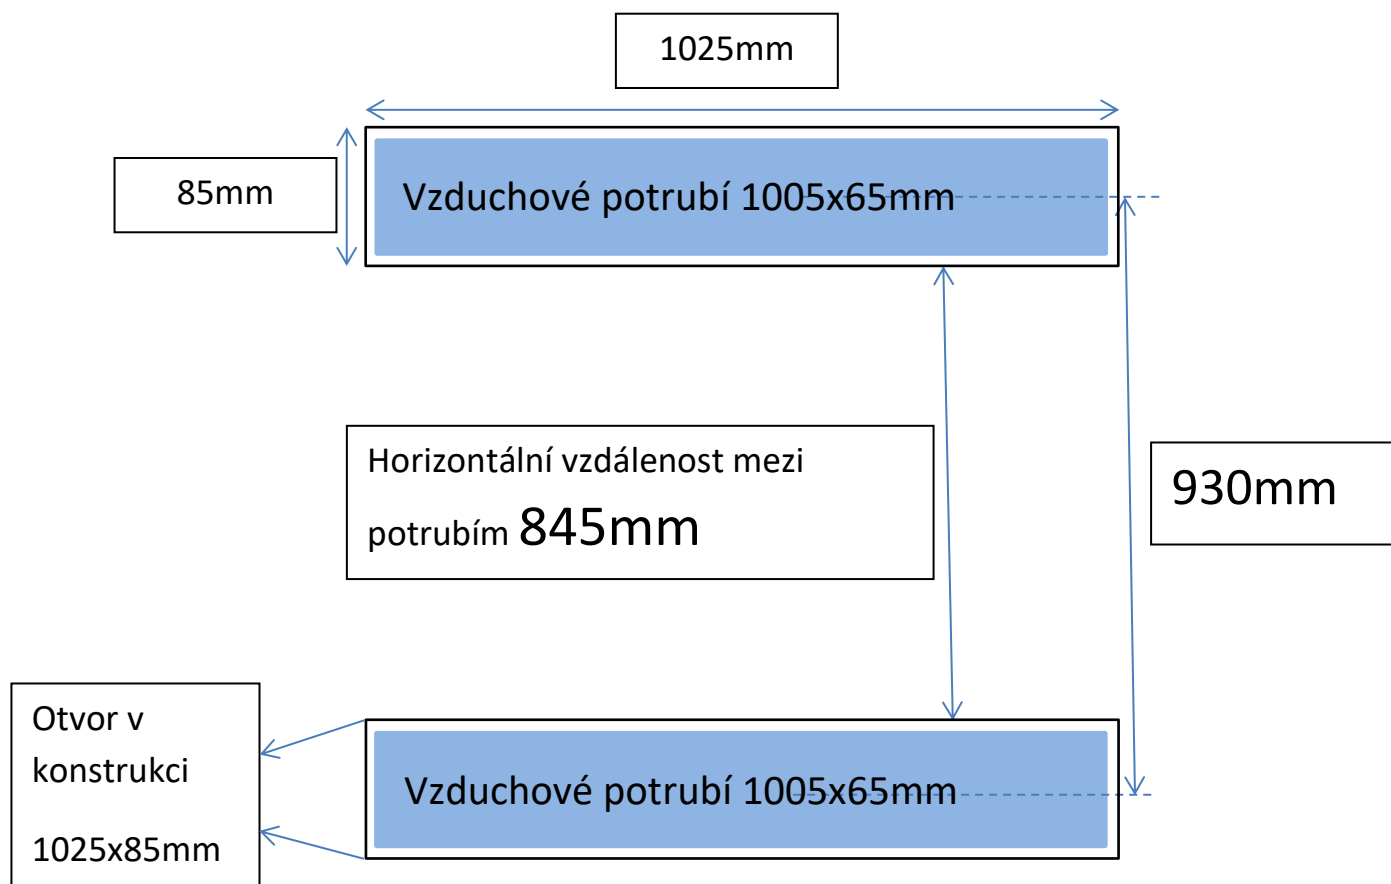 1025mm
85mm
Vzduchové potrubí 1005x65mm
Horizontální vzdálenost mezi
potrubím 845mm
930mm
Otvor v
konstrukci
1025x85mm
Vzduchové potrubí 1005x65mm